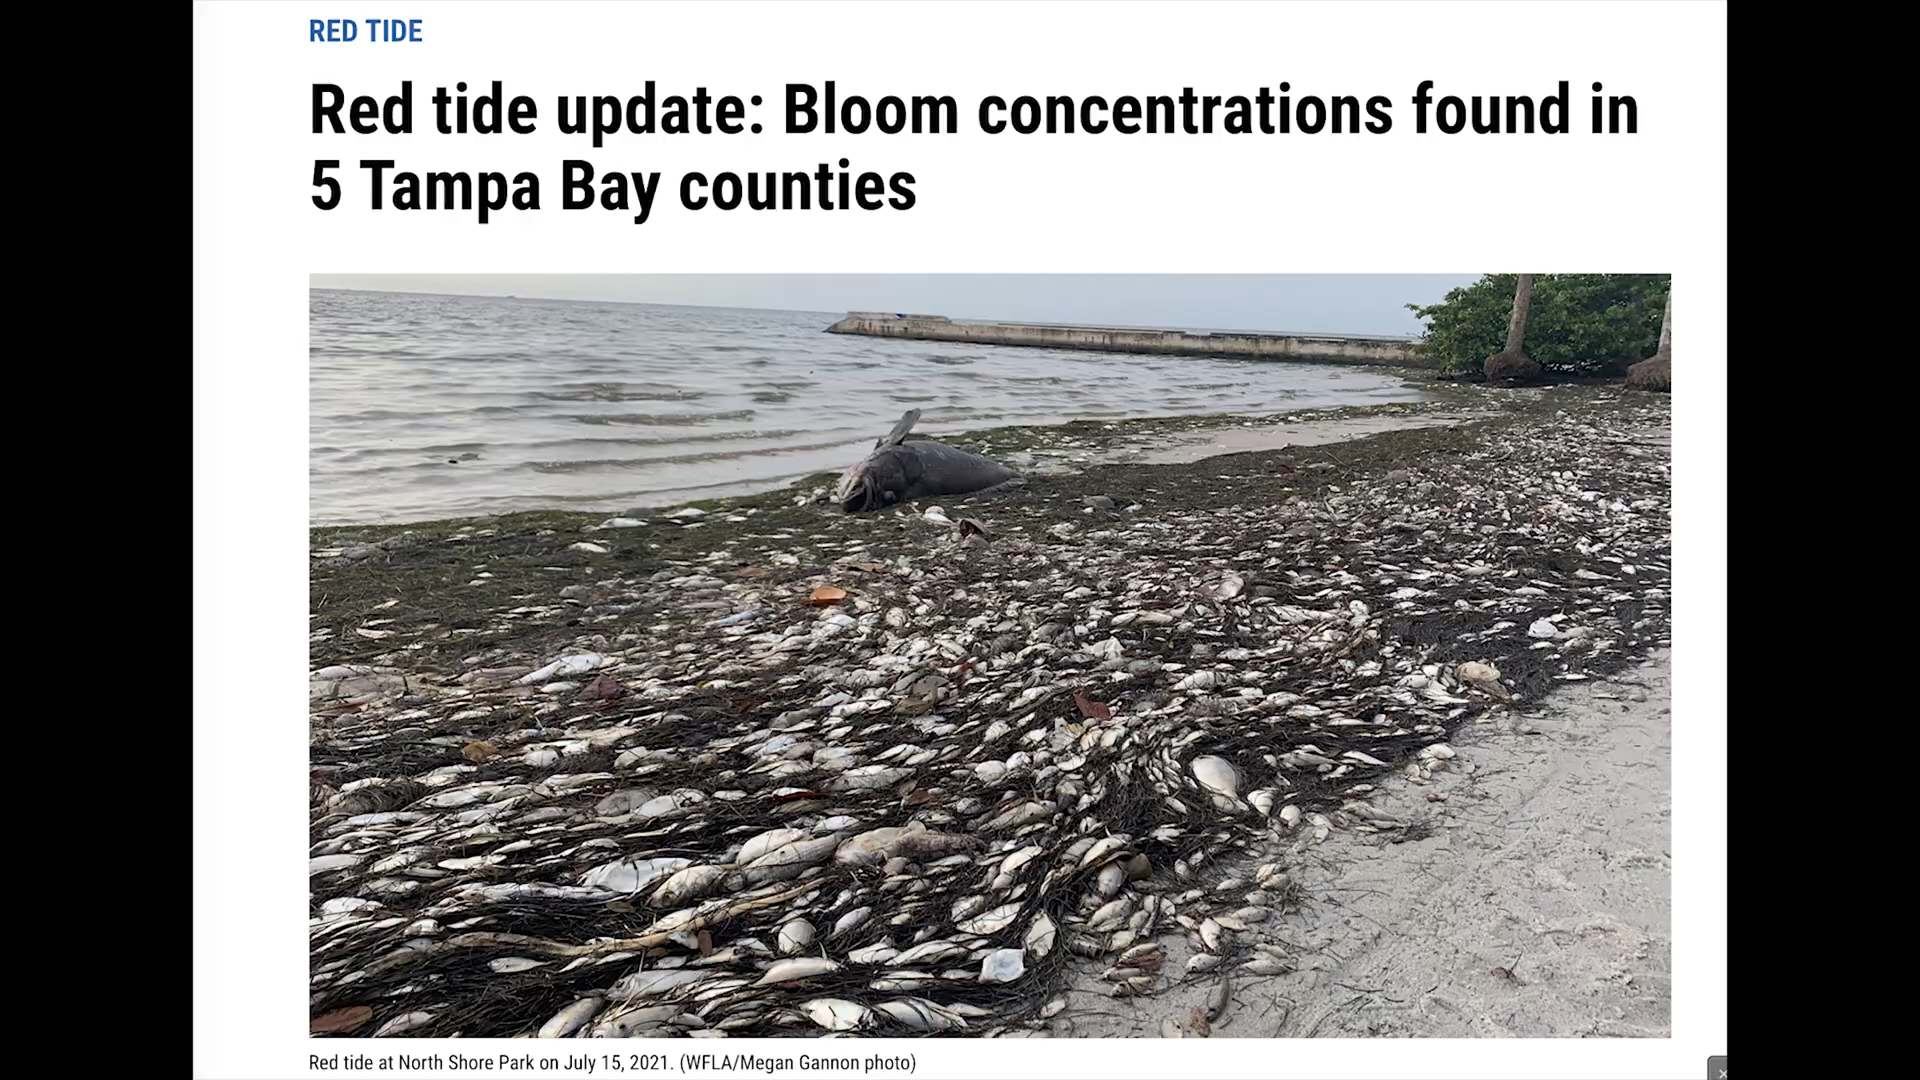 RED TIDE
Red tide update: Bloom concentrations found in
5 Tampa Bay counties
Red tide at North Shore Park on July 15, 2021. (WFLA/Megan Gannon photo)